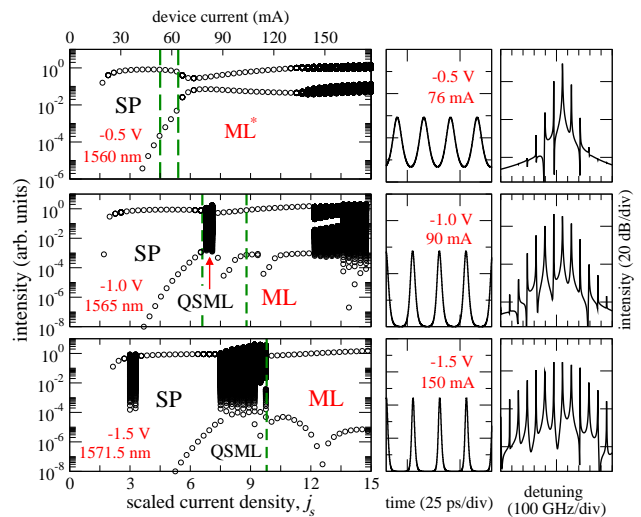 device current (mA)
0 30 60 90 120 150
10^0
10^-2
10^-4
10^-6
SP
ML*
-0.5 V
1560 nm
-0.5 V
76 mA
10^0
10^-2
10^-4
10^-6
10^-8
SP
QSML
ML
-1.0 V
1565 nm
-1.0 V
90 mA
10^0
10^-2
10^-4
10^-6
10^-8
SP
QSML
ML
-1.5 V
1571.5 nm
-1.5 V
150 mA
intensity (arb. units)
intensity (20 dB/div)
0 3 6 9 12 15
scaled current density, j_s
time (25 ps/div)
detuning
(100 GHz/div)